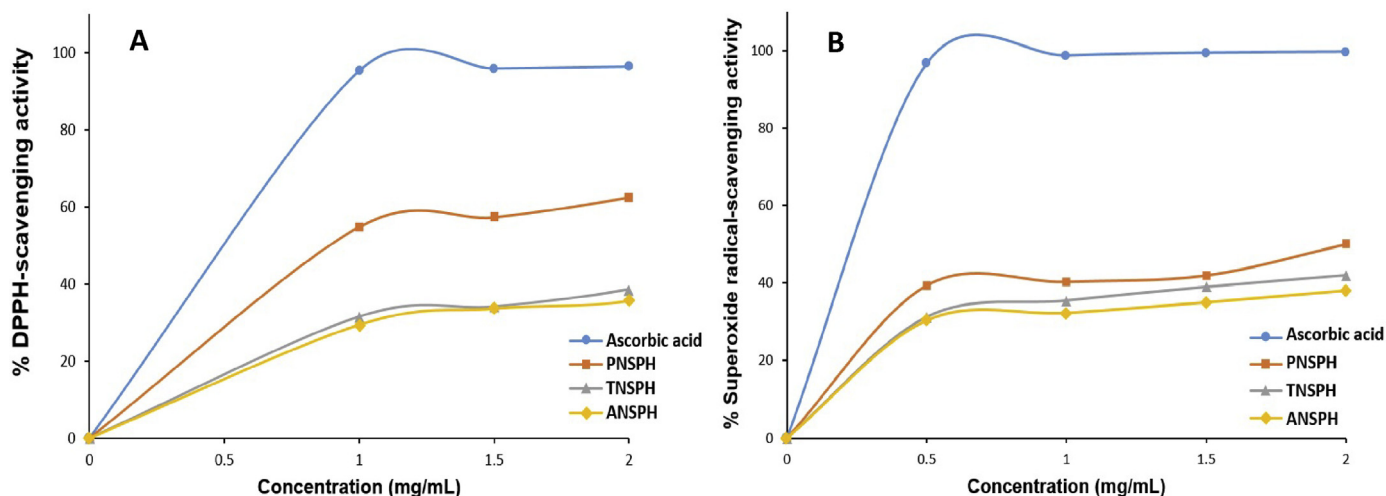 A
% DPPH-scavenging activity
100
80
60
40
20
0
0 0.5 1 1.5 2
Concentration (mg/mL)
Ascorbic acid
PNSPH
TNSPH
ANSPH
B
% Superoxide radical-scavenging activity
100
80
60
40
20
0
0 0.5 1 1.5 2
Concentration (mg/mL)
Ascorbic acid
PNSPH
TNSPH
ANSPH